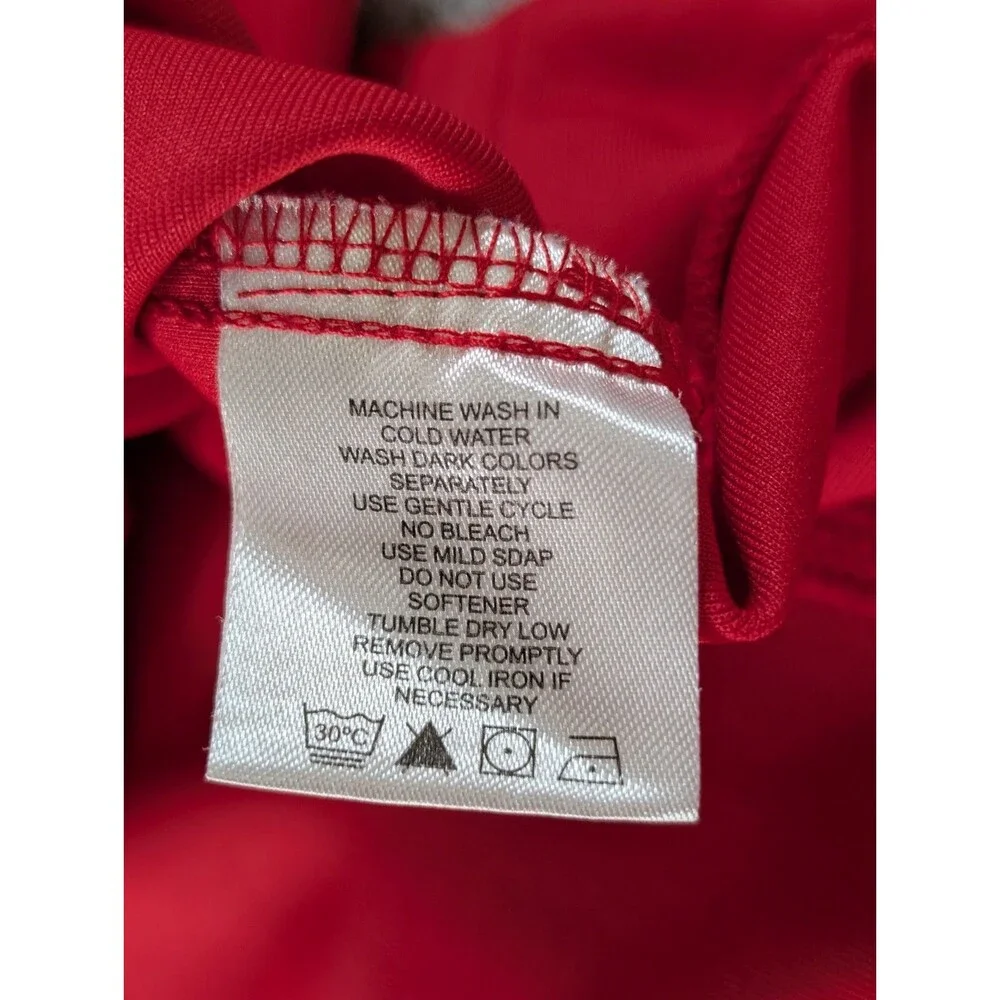 MACHINE WASH IN
COLD WATER
WASH DARK COLORS
SEPARATELY
USE GENTLE CYCLE
NO BLEACH
USE MILD SDAP
DO NOT USE
SOFTENER
TUMBLE DRY LOW
REMOVE PROMPTLY
USE COOL IRON IF
NECESSARY
30°C